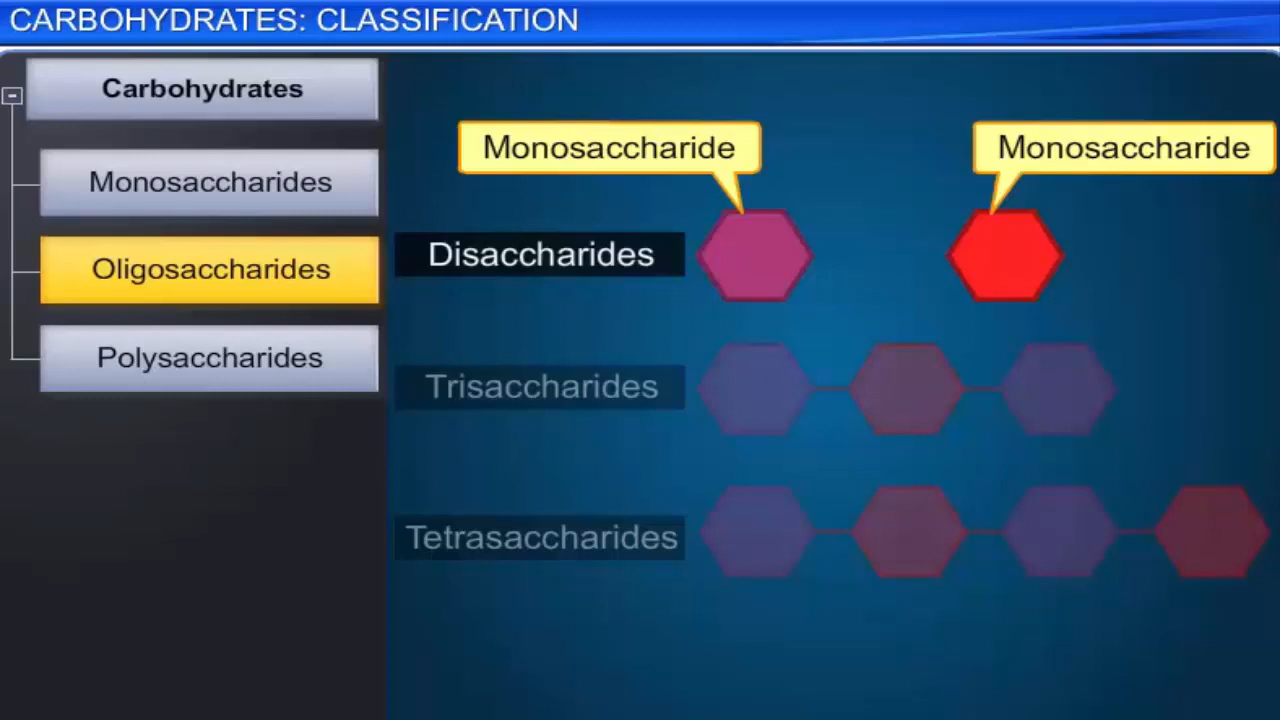 CARBOHYDRATES: CLASSIFICATION
Carbohydrates
Monosaccharides
Oligosaccharides
Polysaccharides
Monosaccharide
Monosaccharide
Disaccharides
Trisaccharides
Tetrasaccharides